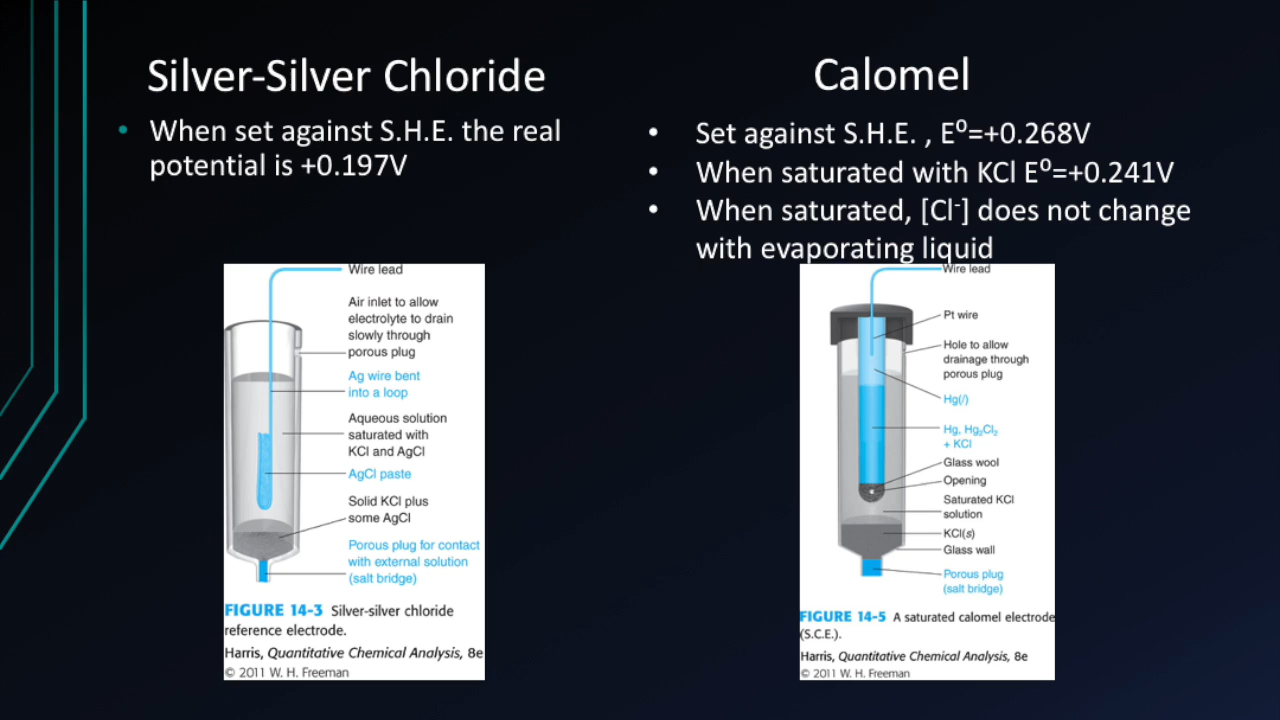 Silver-Silver Chloride
• When set against S.H.E. the real
potential is +0.197V
Wire lead
Air inlet to allow
electrolyte to drain
slowly through
porous plug
Ag wire bent
into a loop
Aqueous solution
saturated with
KCl and AgCl
AgCl paste
Solid KCl plus
some AgCl
Porous plug for contact
with external solution
(salt bridge)
FIGURE 14-3 Silver-silver chloride
reference electrode.
Harris, Quantitative Chemical Analysis, 8e
© 2011 W. H. Freeman
Calomel
• Set against S.H.E. , E⁰=+0.268V
• When saturated with KCl E⁰=+0.241V
• When saturated, [Cl⁻] does not change
with evaporating liquid
Wire lead
Pt wire
Hole to allow
drainage through
porous plug
Hg(l)
Hg, Hg₂Cl₂
+ KCl
Glass wool
Opening
Saturated KCl
solution
KCl(s)
Glass wall
Porous plug
(salt bridge)
FIGURE 14-5 A saturated calomel electrode
(S.C.E.).
Harris, Quantitative Chemical Analysis, 8e
© 2011 W. H. Freeman